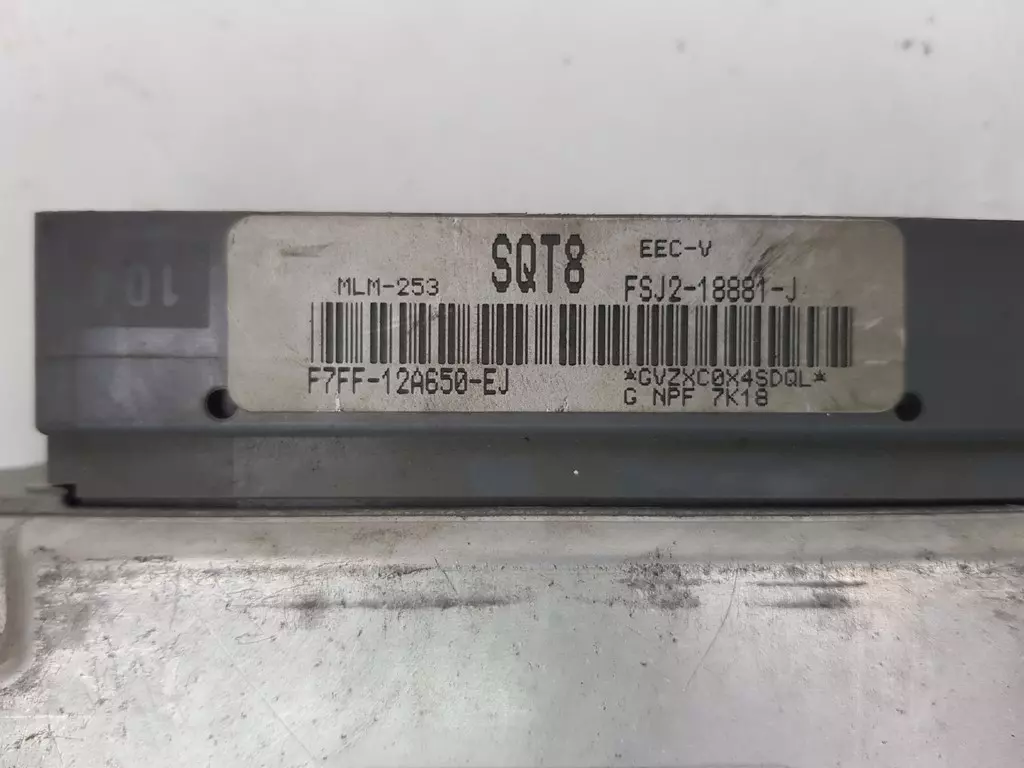 SQT8
EEC-V
MLM-253
FSJ2-18881-J
F7FF-12A650-EJ
*GVZXC0X4SDQL*
G NPF 7K18